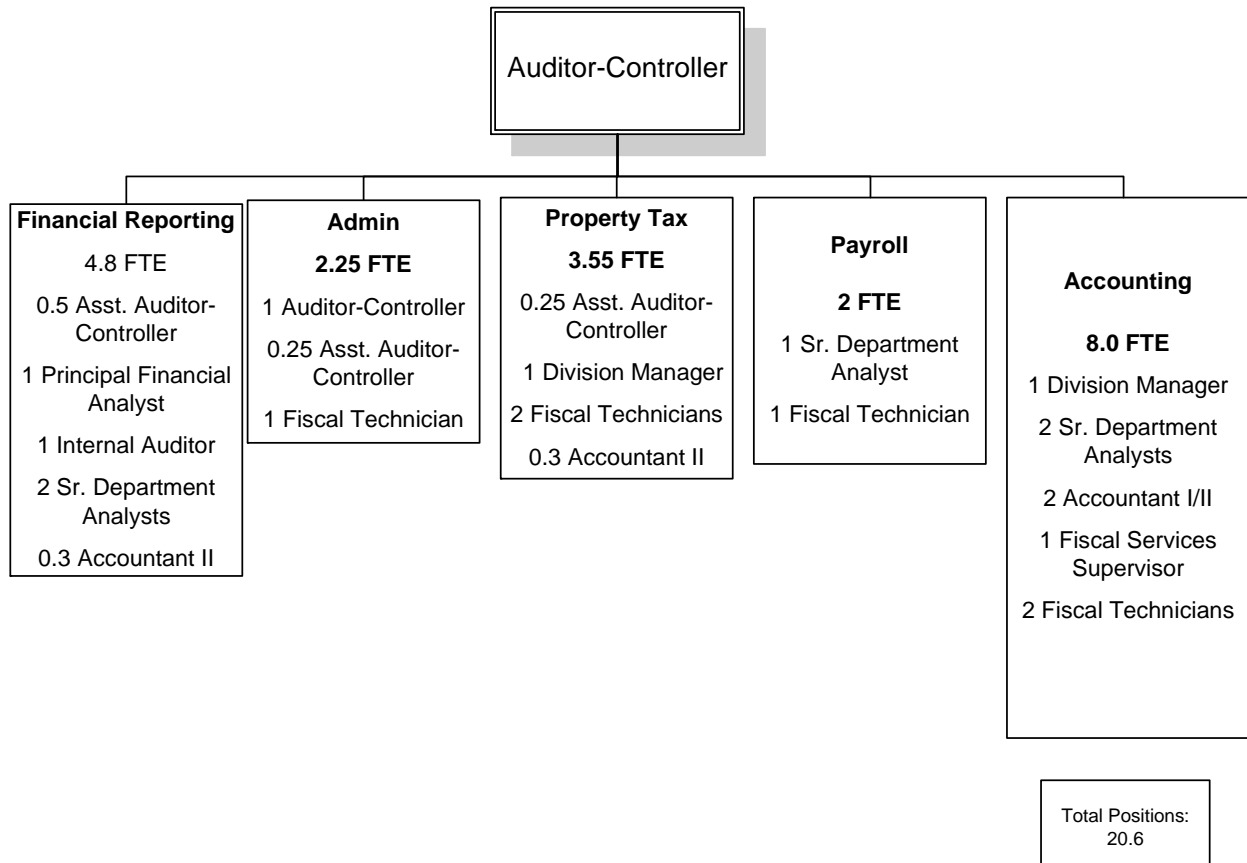 Auditor-Controller
Financial Reporting
4.8 FTE
0.5 Asst. Auditor-
Controller
1 Principal Financial
Analyst
1 Internal Auditor
2 Sr. Department
Analysts
0.3 Accountant II
Admin
2.25 FTE
1 Auditor-Controller
0.25 Asst. Auditor-
Controller
1 Fiscal Technician
Property Tax
3.55 FTE
0.25 Asst. Auditor-
Controller
1 Division Manager
2 Fiscal Technicians
0.3 Accountant II
Payroll
2 FTE
1 Sr. Department
Analyst
1 Fiscal Technician
Accounting
8.0 FTE
1 Division Manager
2 Sr. Department
Analysts
2 Accountant I/II
1 Fiscal Services
Supervisor
2 Fiscal Technicians
Total Positions:
20.6